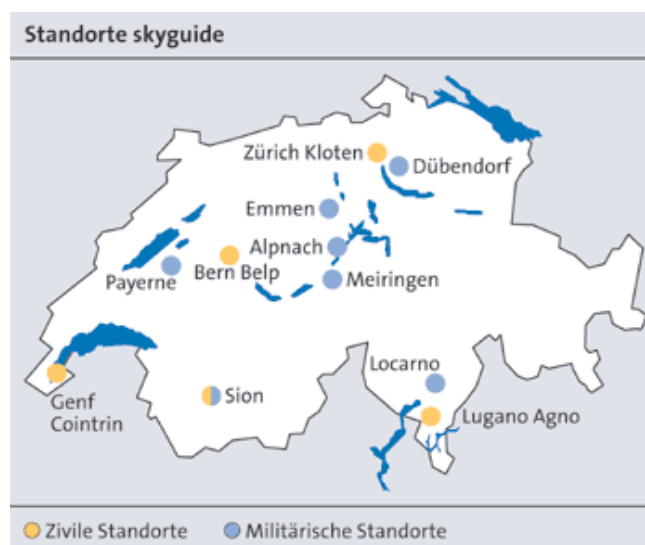 Standorte skyguide
Zürich Kloten
Dübendorf
Emmen
Alpnach
Bern Belp
Payerne
Meiringen
Locarno
Genf
Cointrin
Sion
Lugano Agno
Zivile Standorte
Militärische Standorte